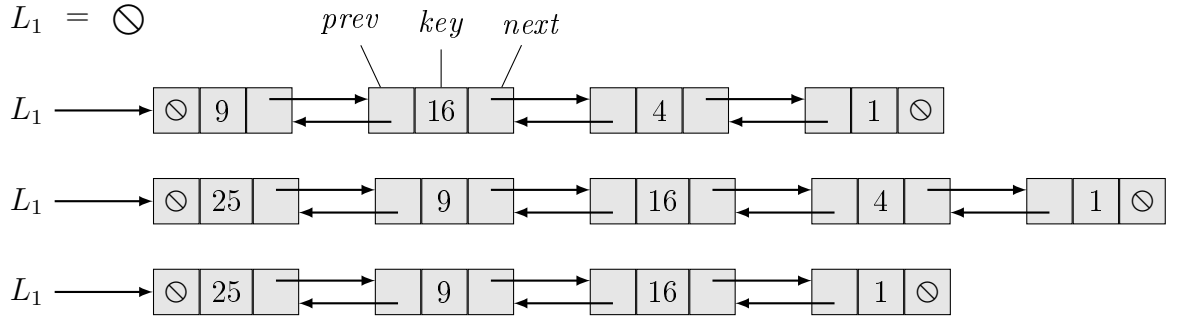 L₁ = ⦸
prev key next
L₁ ⦸ 9 16 4 1 ⦸
L₁ ⦸ 25 9 16 4 1 ⦸
L₁ ⦸ 25 9 16 1 ⦸